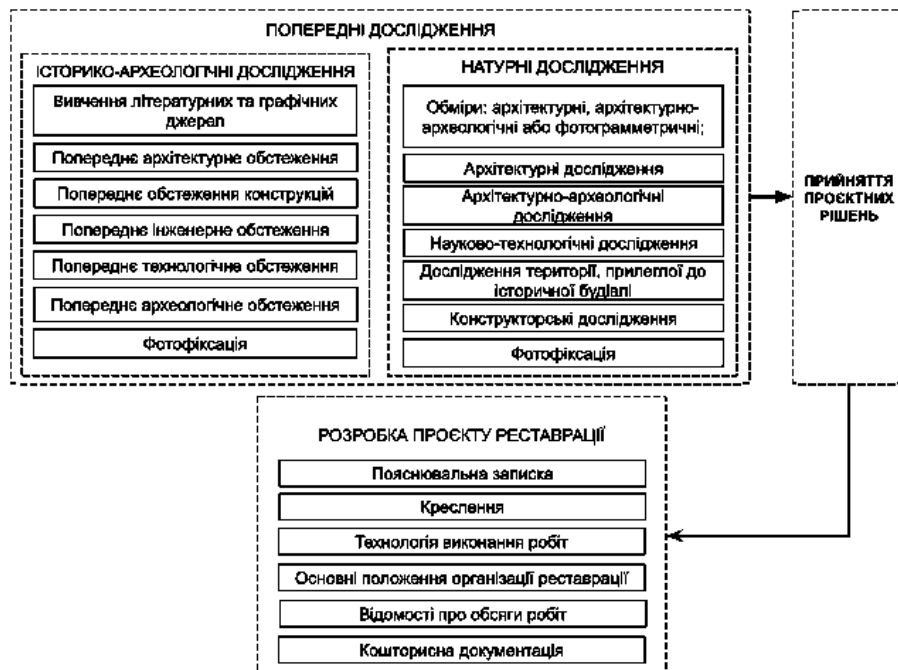 ПОПЕРЕДНІ ДОСЛІДЖЕННЯ
ІСТОРИКО-АРХЕОЛОГІЧНІ ДОСЛІДЖЕННЯ
Вивчення літературних та графічних
джерел
Попереднє архітектурне обстеження
Попереднє обстеження конструкцій
Попереднє інженерне обстеження
Попереднє технологічне обстеження
Попереднє археологічне обстеження
Фотофіксація
НАТУРНІ ДОСЛІДЖЕННЯ
Обміри: архітектурні, архітектурно-
археологічні або фотограмметричні;
Архітектурні дослідження
Архітектурно-археологічні
дослідження
Науково-технологічні дослідження
Дослідження території, прилеглої до
історичної будівлі
Конструкторські дослідження
Фотофіксація
ПРИЙНЯТТЯ
ПРОЄКТНИХ
РІШЕНЬ
РОЗРОБКА ПРОЄКТУ РЕСТАВРАЦІЇ
Пояснювальна записка
Креслення
Технологія виконання робіт
Основні положення організації реставрації
Відомості про обсяги робіт
Кошторисна документація